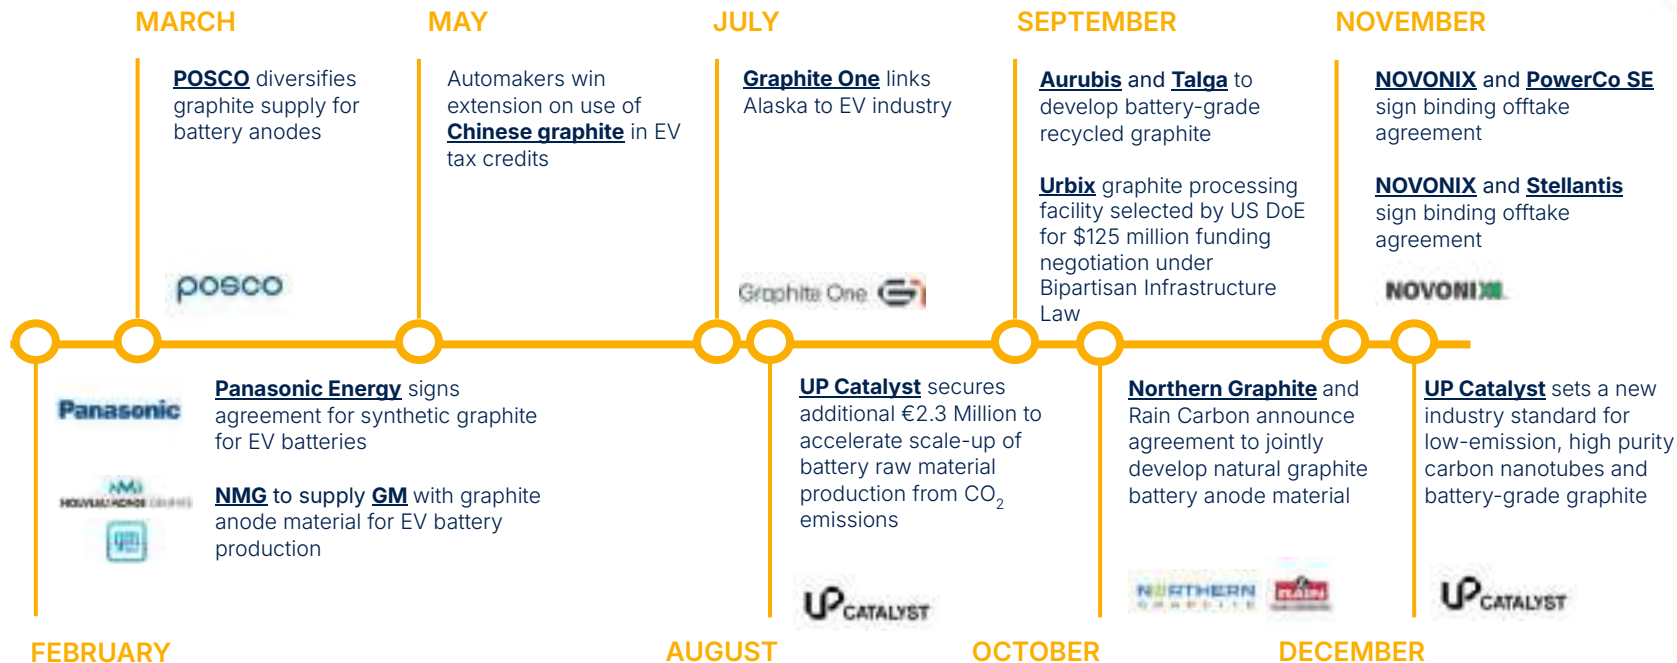 MARCH
POSCO diversifies
graphite supply for
battery anodes
posco
MAY
Automakers win
extension on use of
Chinese graphite in EV
tax credits
JULY
Graphite One links
Alaska to EV industry
Graphite One
SEPTEMBER
Aurubis and Talga to
develop battery-grade
recycled graphite
Urbix graphite processing
facility selected by US DoE
for $125 million funding
negotiation under
Bipartisan Infrastructure
Law
NOVEMBER
NOVONIX and PowerCo SE
sign binding offtake
agreement
NOVONIX and Stellantis
sign binding offtake
agreement
NOVONIX
Panasonic
Panasonic Energy signs
agreement for synthetic graphite
for EV batteries
NMG
gm
NMG to supply GM with graphite
anode material for EV battery
production
FEBRUARY
UP Catalyst secures
additional €2.3 Million to
accelerate scale-up of
battery raw material
production from CO₂
emissions
UP CATALYST
AUGUST
Northern Graphite and
Rain Carbon announce
agreement to jointly
develop natural graphite
battery anode material
NORTHERN
GRAPHITE
RAIN
OCTOBER
UP Catalyst sets a new
industry standard for
low-emission, high purity
carbon nanotubes and
battery-grade graphite
UP CATALYST
DECEMBER